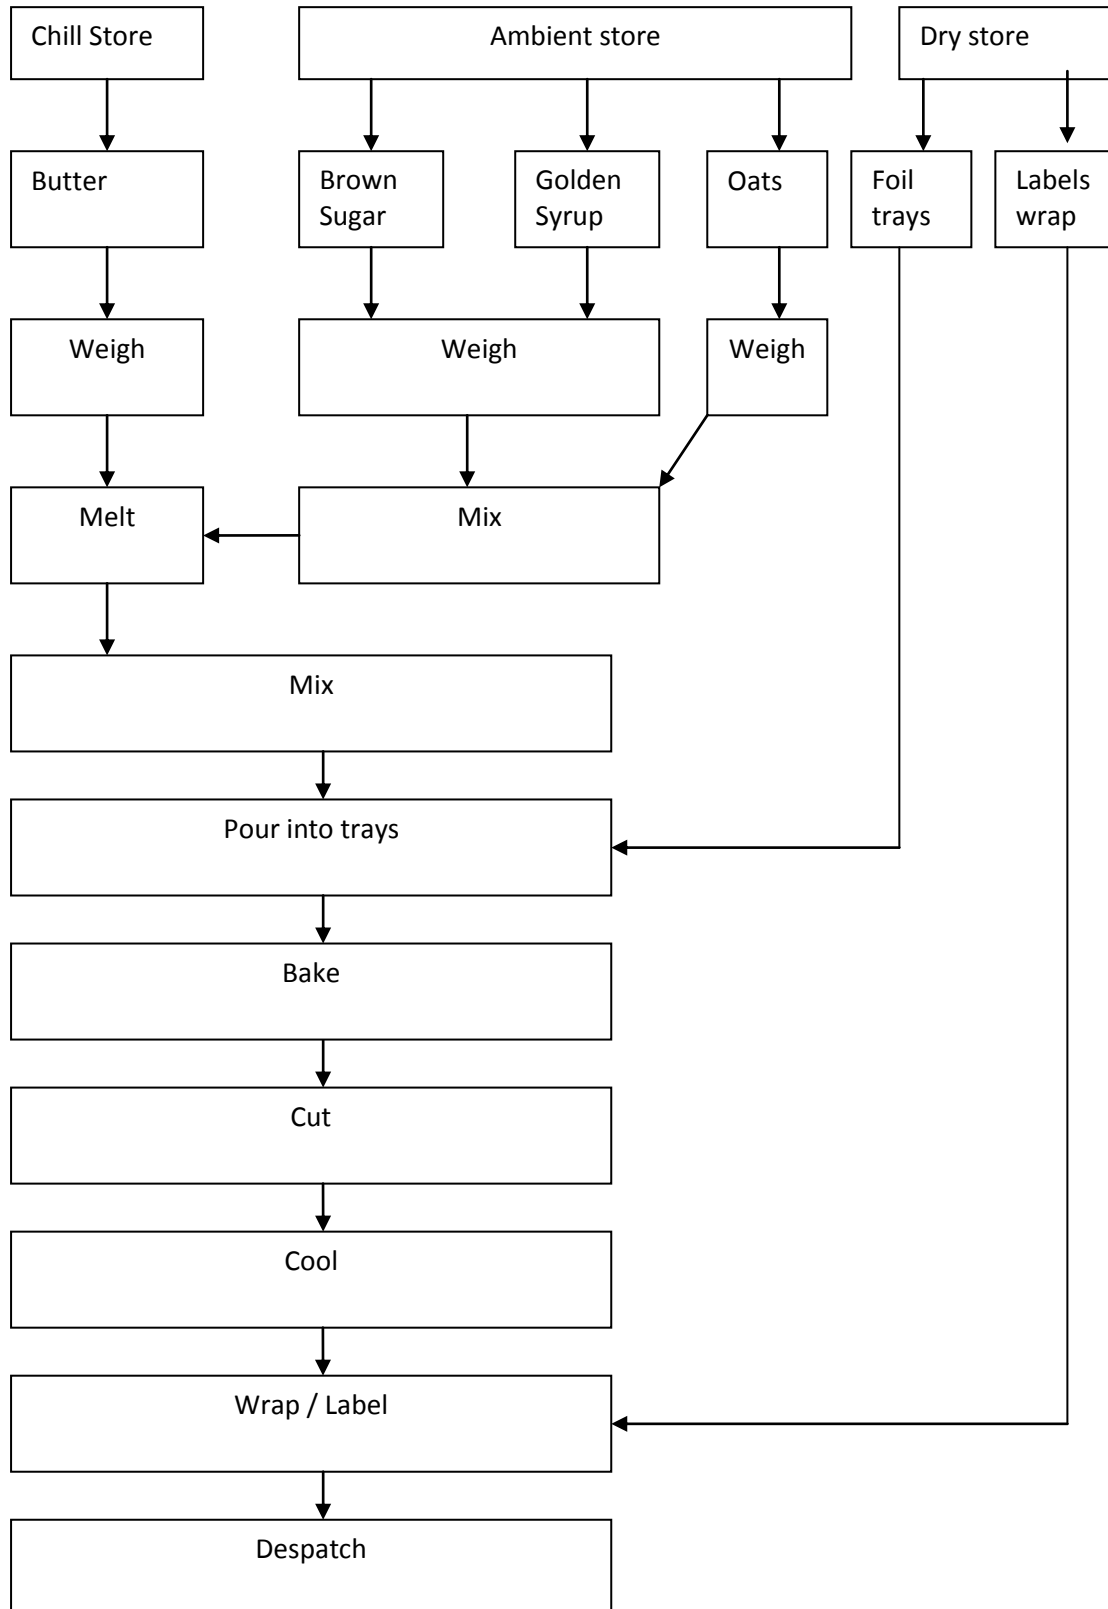 Chill Store
Ambient store
Dry store
Butter
Brown
Sugar
Golden
Syrup
Oats
Foil
trays
Labels
wrap
Weigh
Weigh
Weigh
Melt
Mix
Mix
Pour into trays
Bake
Cut
Cool
Wrap / Label
Despatch